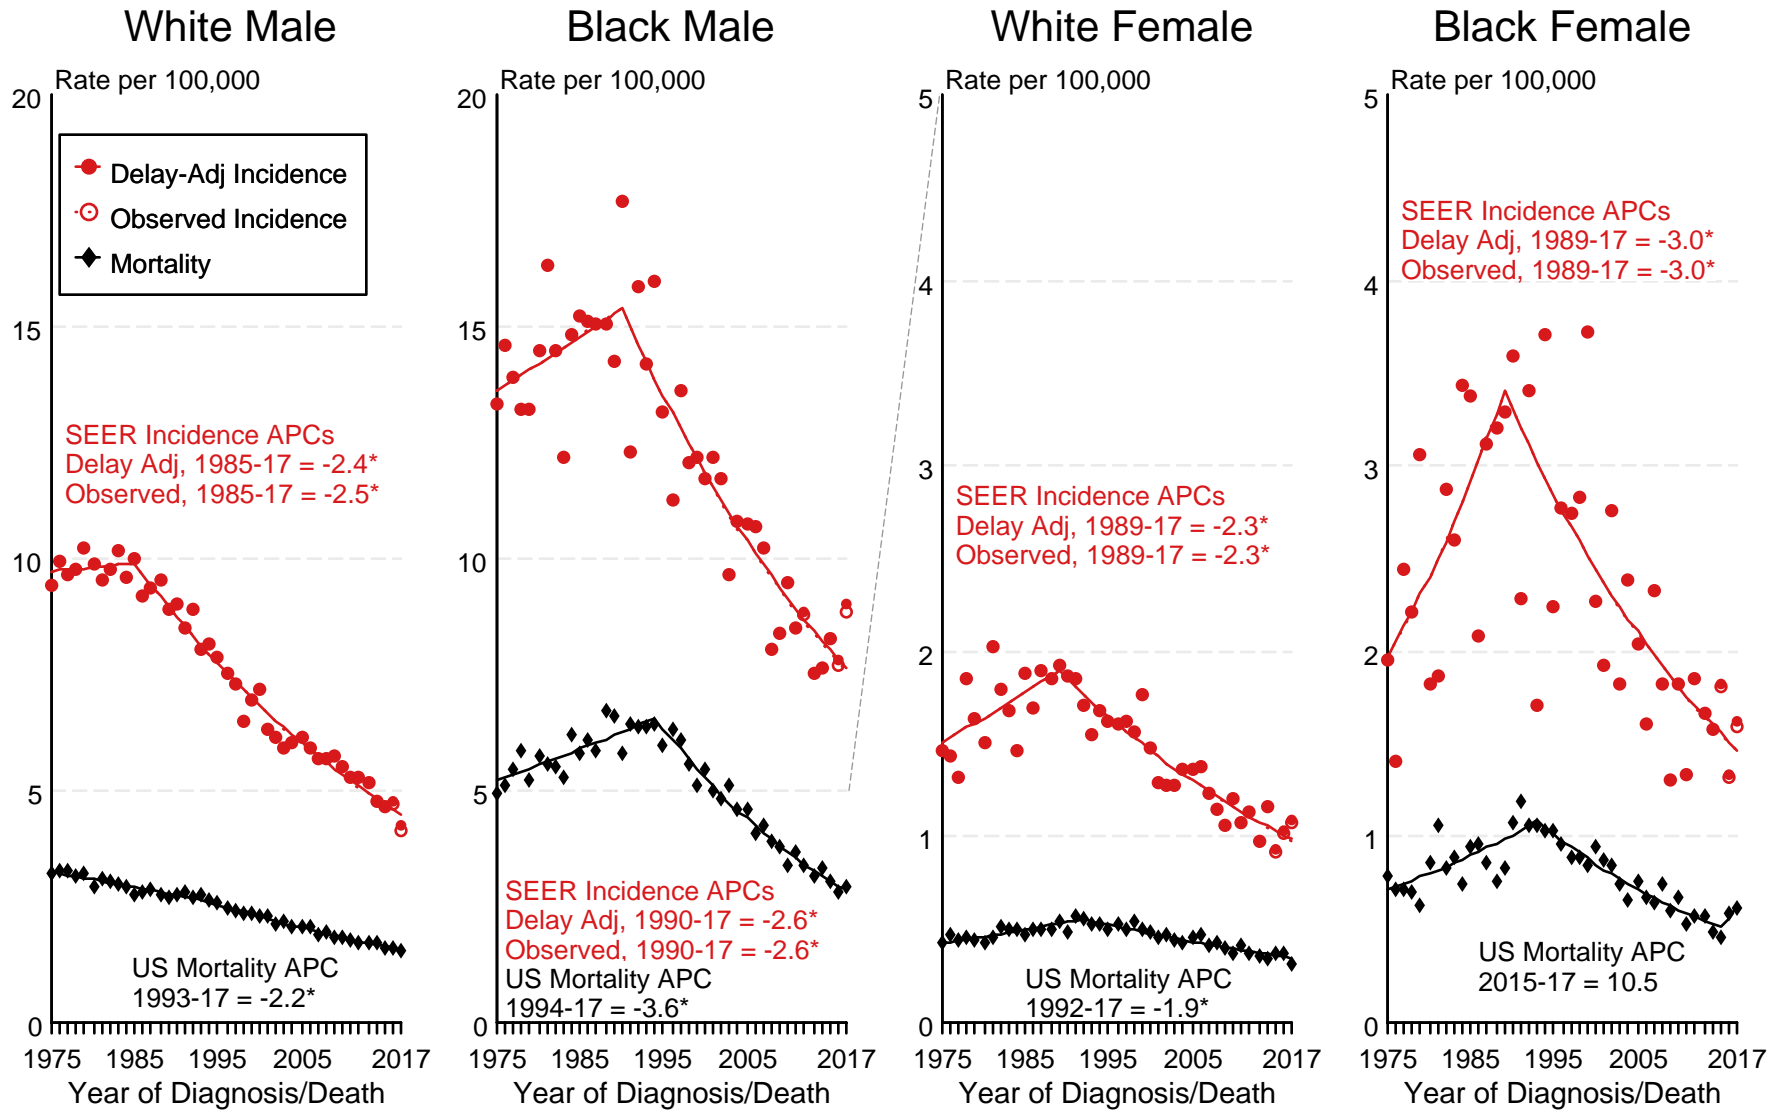 White Male
Rate per 100,000
20
15
10
5
0
Delay-Adj Incidence
Observed Incidence
Mortality
SEER Incidence APCs
Delay Adj, 1985-17 = -2.4*
Observed, 1985-17 = -2.5*
US Mortality APC
1993-17 = -2.2*
1975 1985 1995 2005 2017
Year of Diagnosis/Death
Black Male
20
15
10
5
0
SEER Incidence APCs
Delay Adj, 1990-17 = -2.6*
Observed, 1990-17 = -2.6*
US Mortality APC
1994-17 = -3.6*
1975 1985 1995 2005 2017
Year of Diagnosis/Death
White Female
Rate per 100,000
5
4
3
2
1
0
SEER Incidence APCs
Delay Adj, 1989-17 = -2.3*
Observed, 1989-17 = -2.3*
US Mortality APC
1992-17 = -1.9*
1975 1985 1995 2005 2017
Year of Diagnosis/Death
Black Female
Rate per 100,000
5
4
3
2
1
0
SEER Incidence APCs
Delay Adj, 1989-17 = -3.0*
Observed, 1989-17 = -3.0*
US Mortality APC
2015-17 = 10.5
1975 1985 1995 2005 2017
Year of Diagnosis/Death